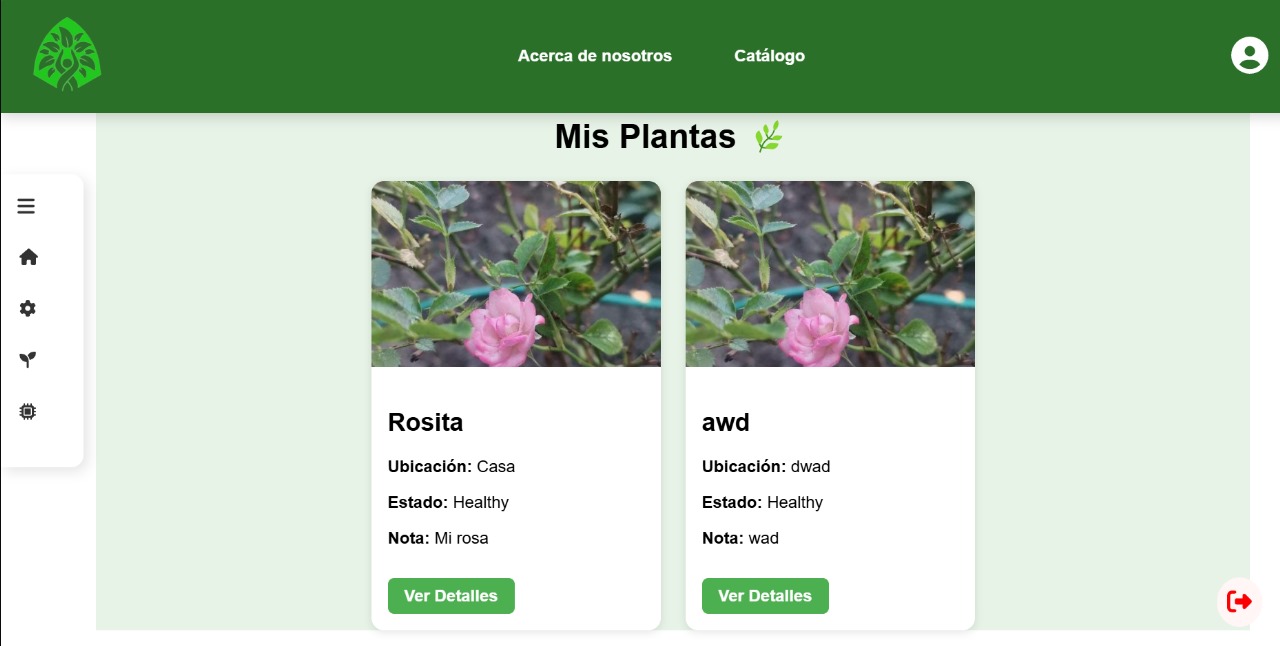 Acerca de nosotros
Catálogo
Mis Plantas 🌿
Rosita
Ubicación: Casa
Estado: Healthy
Nota: Mi rosa
Ver Detalles
awd
Ubicación: dwad
Estado: Healthy
Nota: wad
Ver Detalles